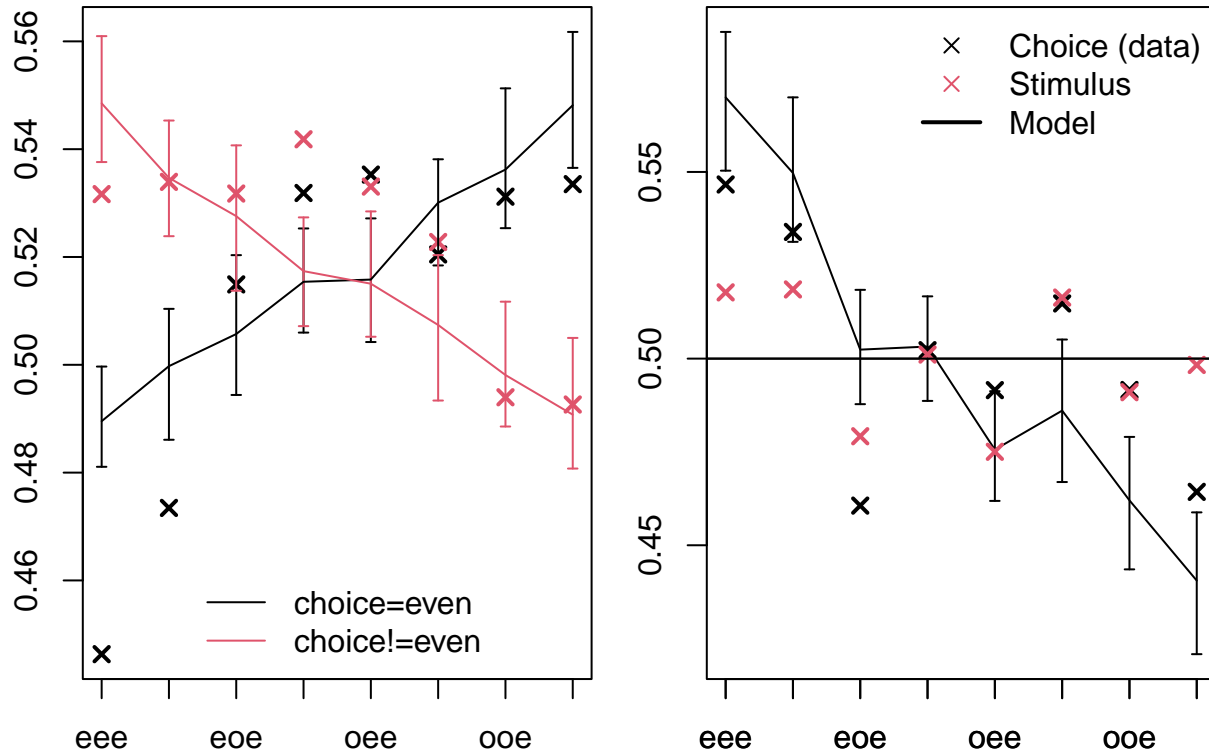 0.56
0.54
0.52
0.50
0.48
0.46
choice=even
choice!=even
eee
eoe
oee
ooe
Choice (data)
Stimulus
Model
0.55
0.50
0.45
eee
eoe
oee
ooe